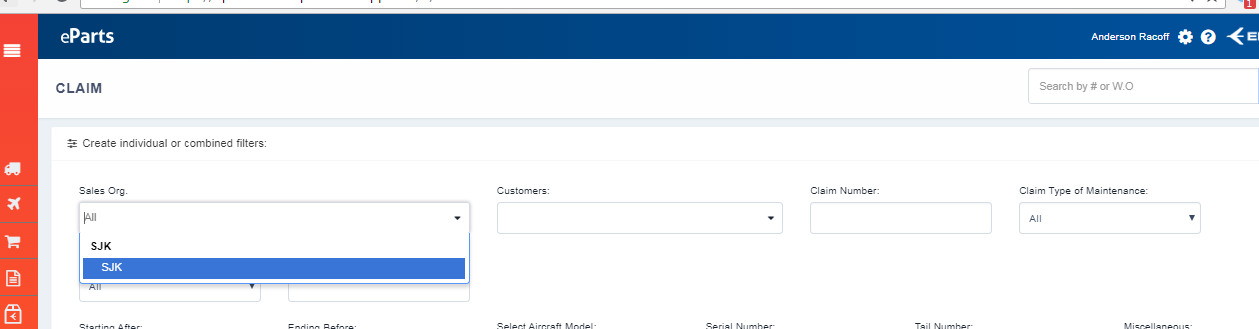 eParts
Anderson Racoff
CLAIM
Search by # or W.O
Create individual or combined filters:
Sales Org. Customers: Claim Number: Claim Type of Maintenance:
All All
SJK
SJK
All
Starting After: Ending Before: Select Aircraft Model: Serial Number: Tail Number: Miscellaneous: